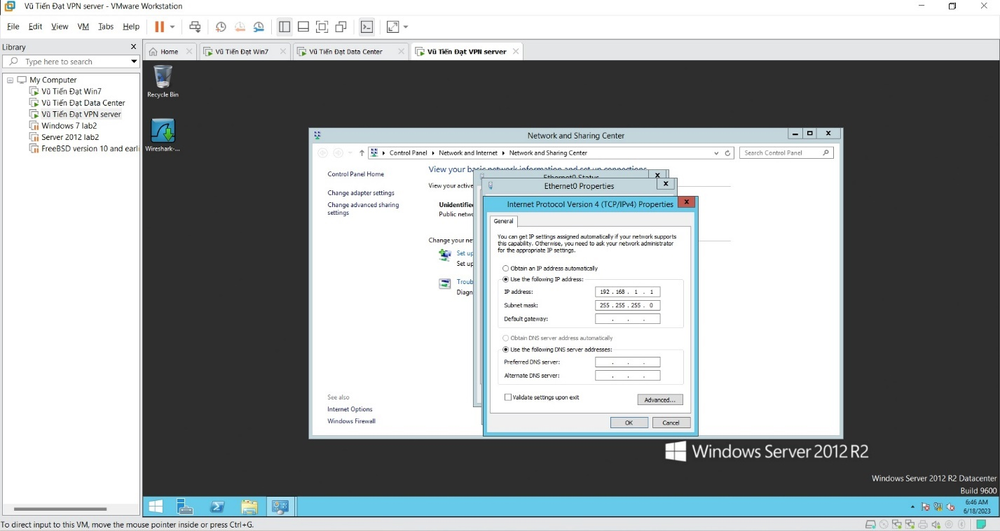 Vũ Tiến Đạt VPN server - VMware Workstation
File Edit View VM Tabs Help
Library
Type here to search
My Computer
Vũ Tiến Đạt Win7
Vũ Tiến Đạt Data Center
Vũ Tiến Đạt VPN server
Windows 7 lab2
Server 2012 lab2
FreeBSD version 10 and earli
Home
Vũ Tiến Đạt Win7
Vũ Tiến Đạt Data Center
Vũ Tiến Đạt VPN server
Recycle Bin
Wireshark-...
Network and Sharing Center
Control Panel Network and Internet Network and Sharing Center
Search Control Panel
Control Panel Home
Change adapter settings
Change advanced sharing
settings
See also
Internet Options
Windows Firewall
View your basic network information and set up connections
View your active
Unidentifie
Public netwo
Change your ne
Set up
Set up
Troub
Diagn
Ethernet0 Status
Ethernet0 Properties
Internet Protocol Version 4 (TCP/IPv4) Properties
General
You can get IP settings assigned automatically if your network supports
this capability. Otherwise, you need to ask your network administrator
for the appropriate IP settings.
Obtain an IP address automatically
Use the following IP address:
IP address: 192 . 168 . 1 . 1
Subnet mask: 255 . 255 . 255 . 0
Default gateway: . . .
Obtain DNS server address automatically
Use the following DNS server addresses:
Preferred DNS server: . . .
Alternate DNS server: . . .
Validate settings upon exit
Advanced...
OK Cancel
Windows Server 2012 R2
Windows Server 2012 R2 Datacenter
Build 9600
6:46 AM
6/18/2023
To direct input to this VM, move the mouse pointer inside or press Ctrl+G.